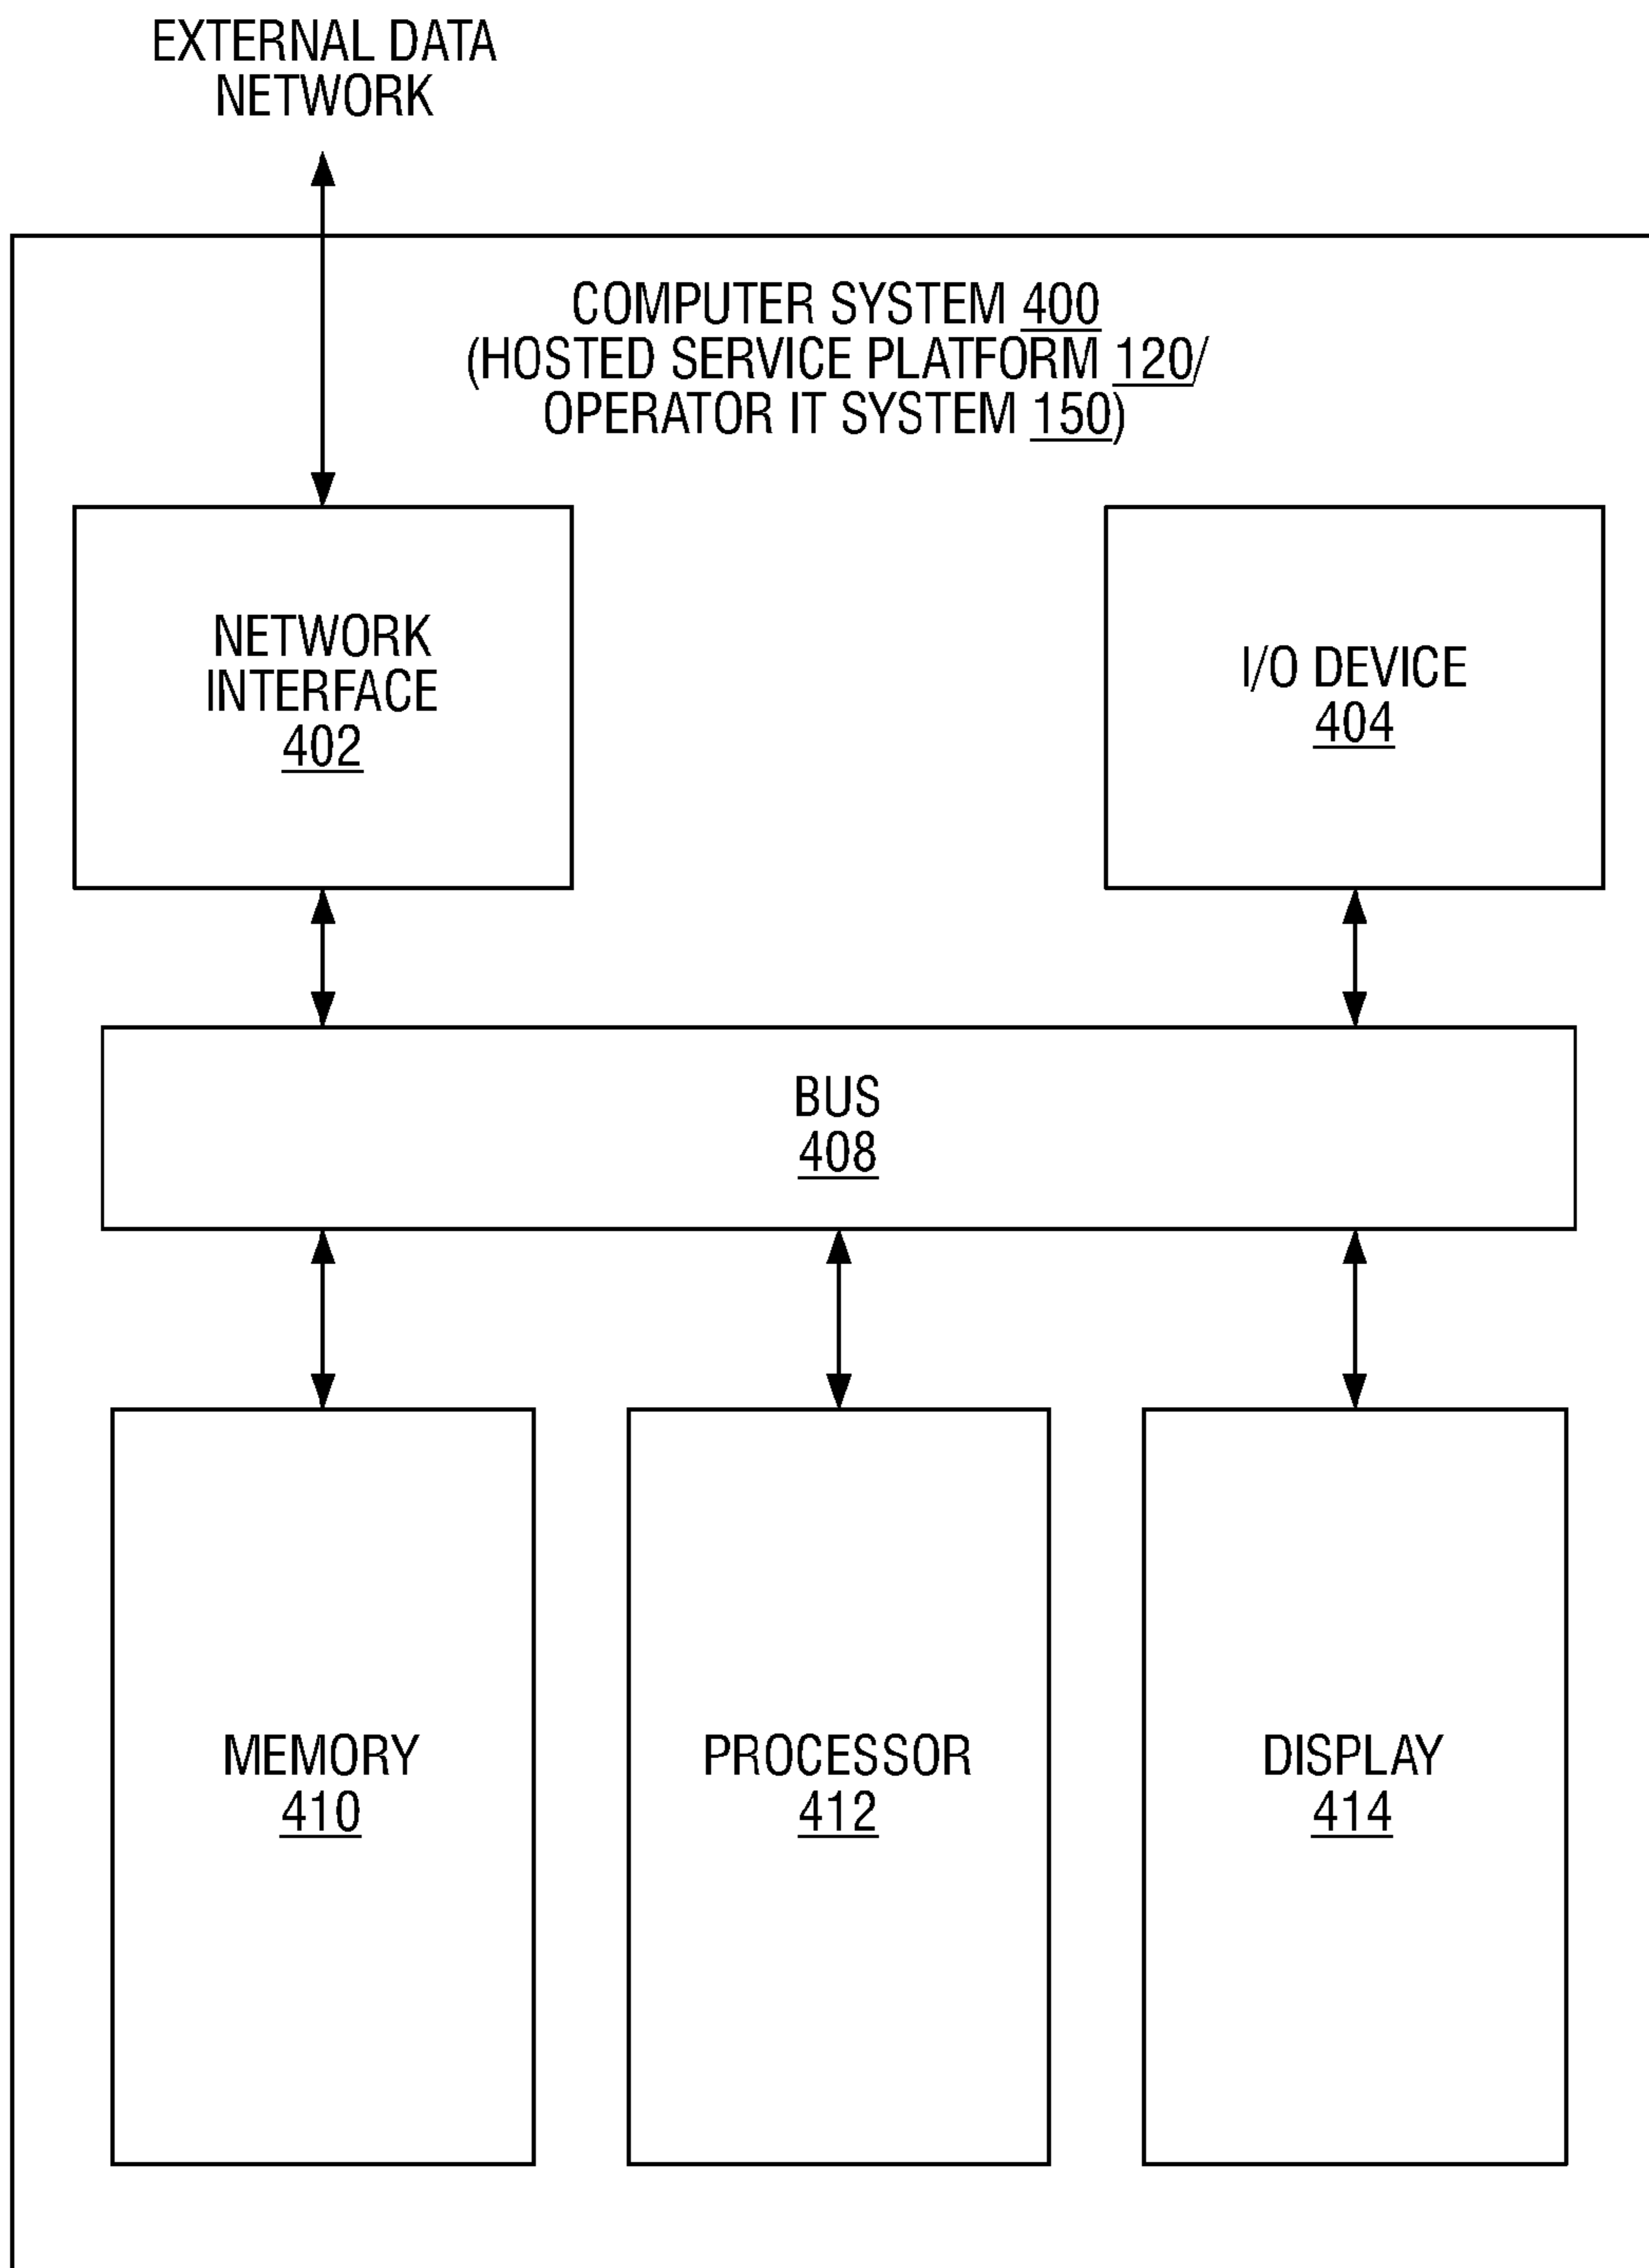 EXTERNAL DATA
NETWORK
COMPUTER SYSTEM 400
(HOSTED SERVICE PLATFORM 120/
OPERATOR IT SYSTEM 150)
NETWORK
INTERFACE
402
I/O DEVICE
404
BUS
408
MEMORY
410
PROCESSOR
412
DISPLAY
414